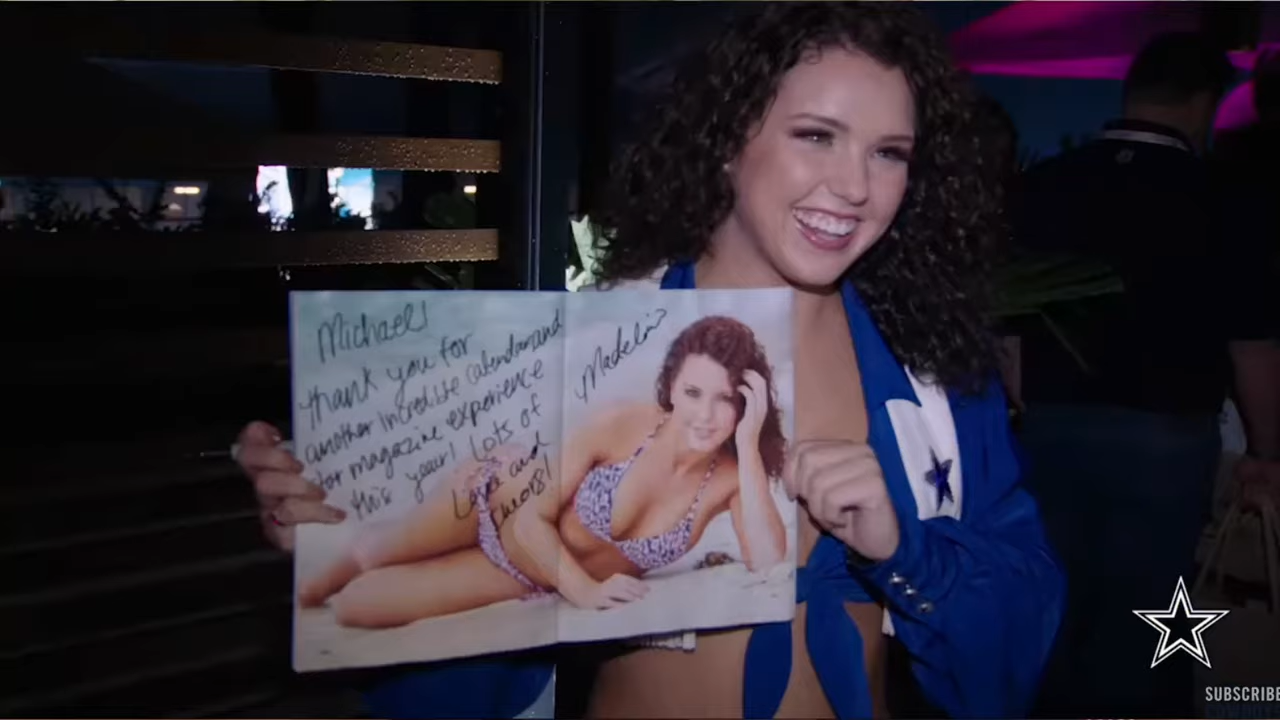 Michael!
thank you for
another incredible calendar and
for magazine experience
this year! Lots of
Love and
cheers!
Madeline
SUBSCRIBE